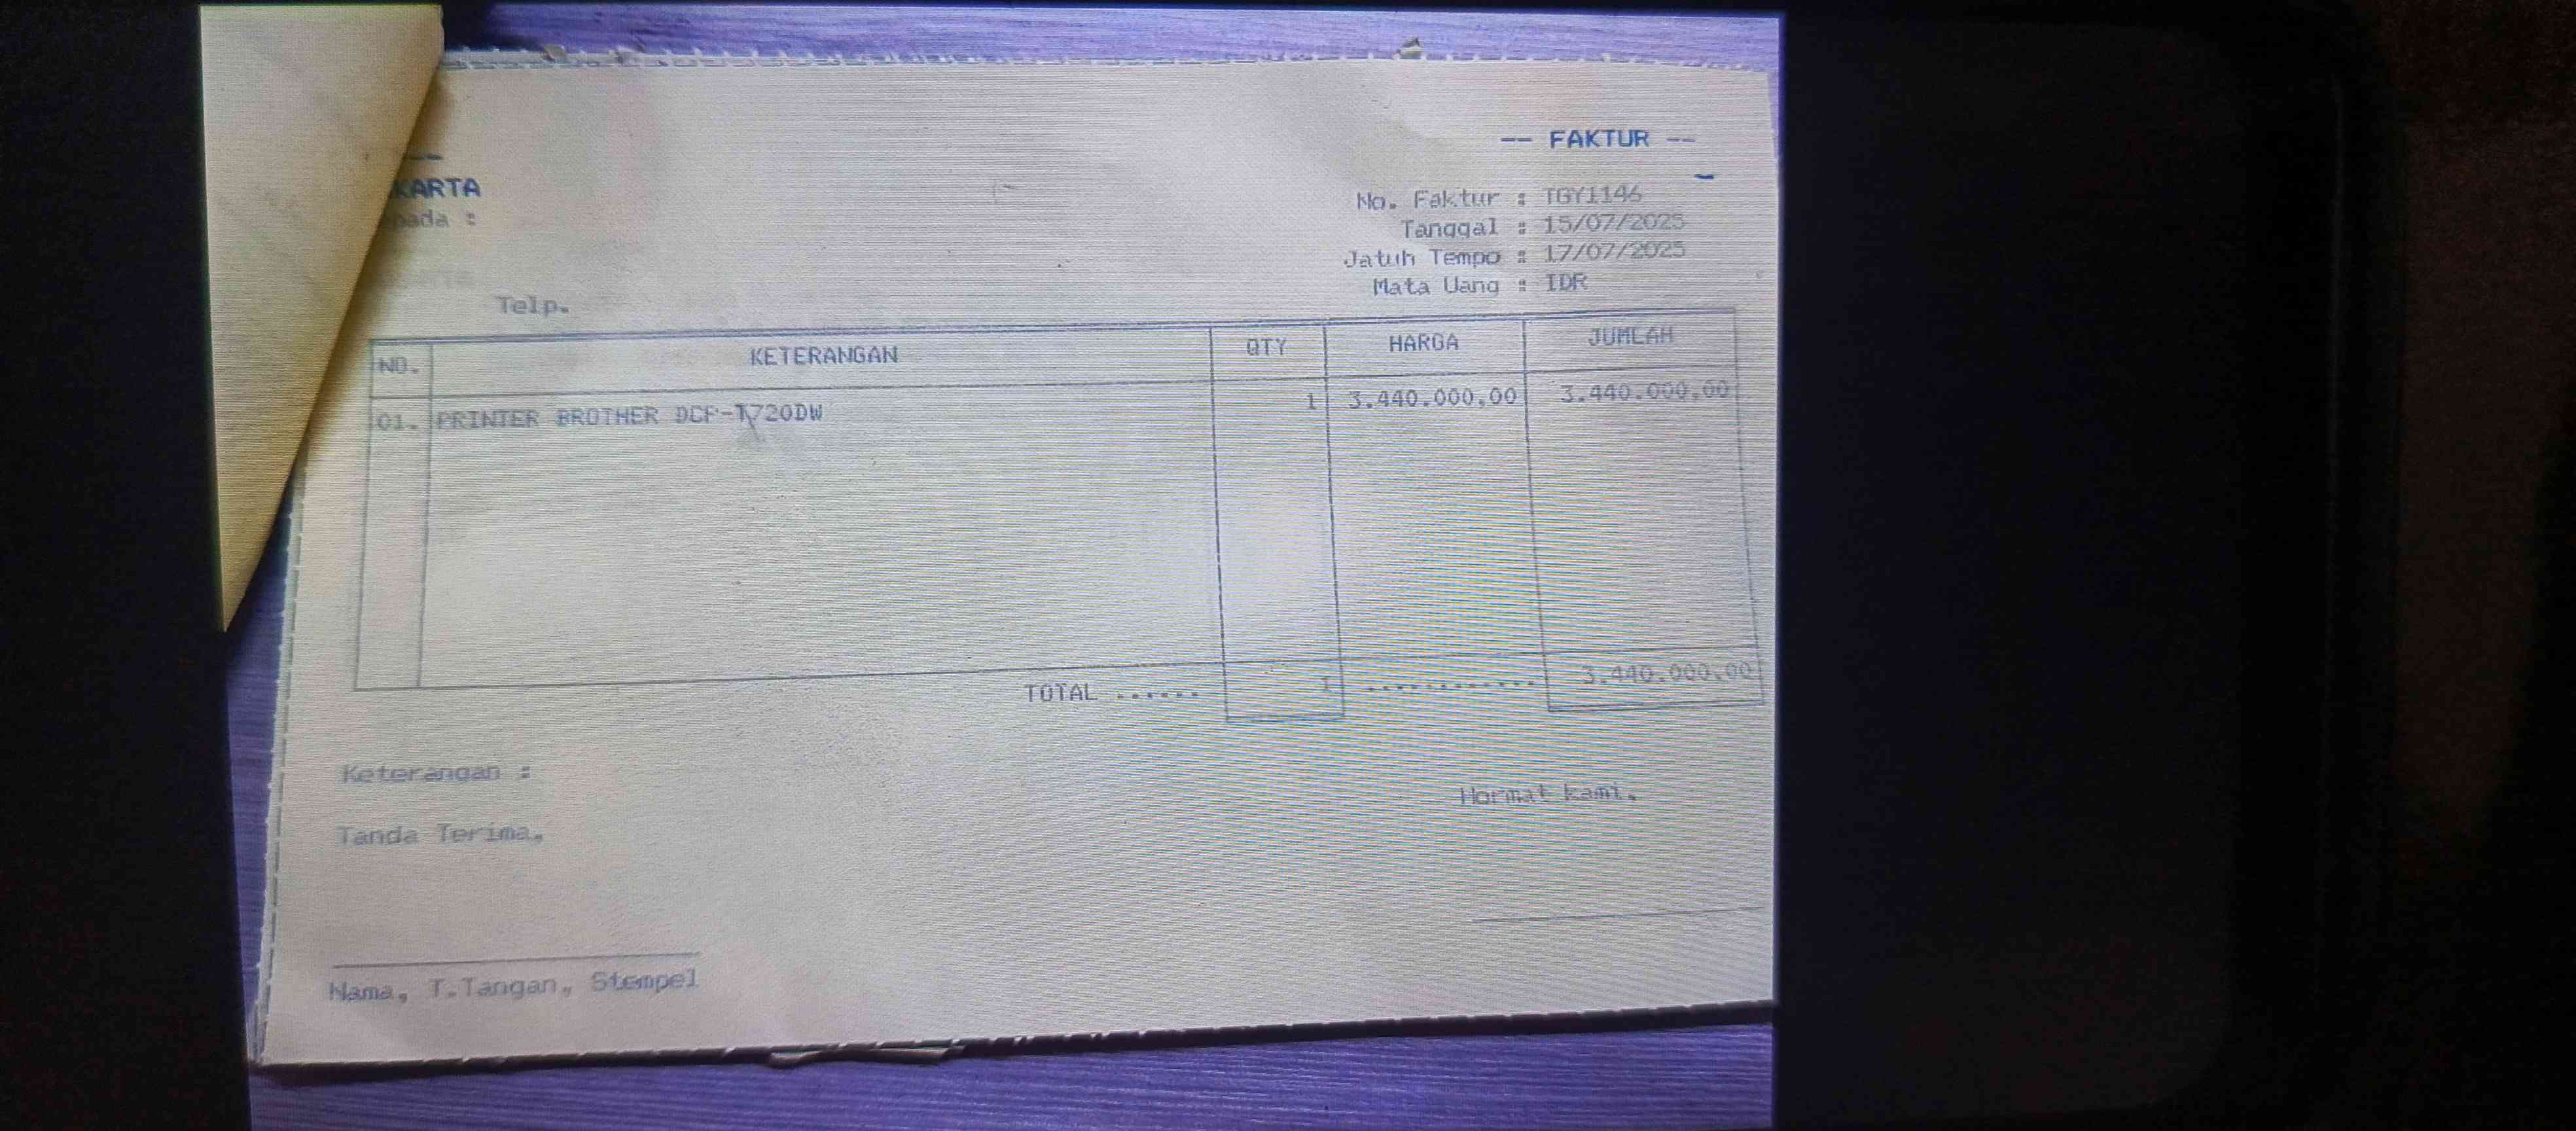 -- FAKTUR --
KARTA
pada :
No. Faktur : TGY1146
Tanggal : 15/07/2025
Jatuh Tempo : 17/07/2025
Mata Uang : IDR
Telp.
NO. KETERANGAN QTY HARGA JUMLAH
01. PRINTER BROTHER DCP-T720DW 1 3.440.000,00 3.440.000,00
TOTAL ...... 1 ............ 3.440.000,00
Keterangan :
Hormat kami,
Tanda Terima,
Nama, T.Tangan, Stempel